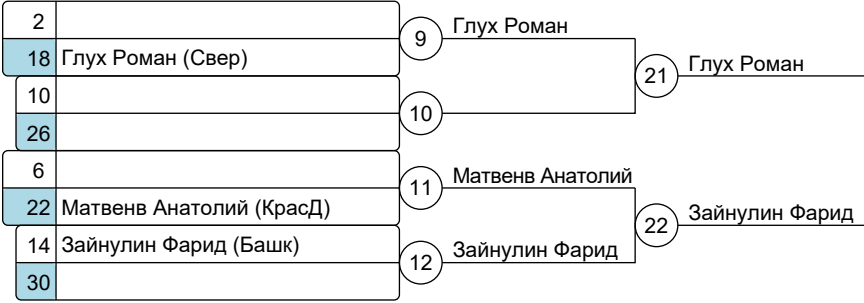 2
9
Глух Роман
18 Глух Роман (Свер)
21
Глух Роман
10
10
26
6
11
Матвенв Анатолий
22 Матвенв Анатолий (КрасД)
22
Зайнулин Фарид
14 Зайнулин Фарид (Башк)
12
Зайнулин Фарид
30